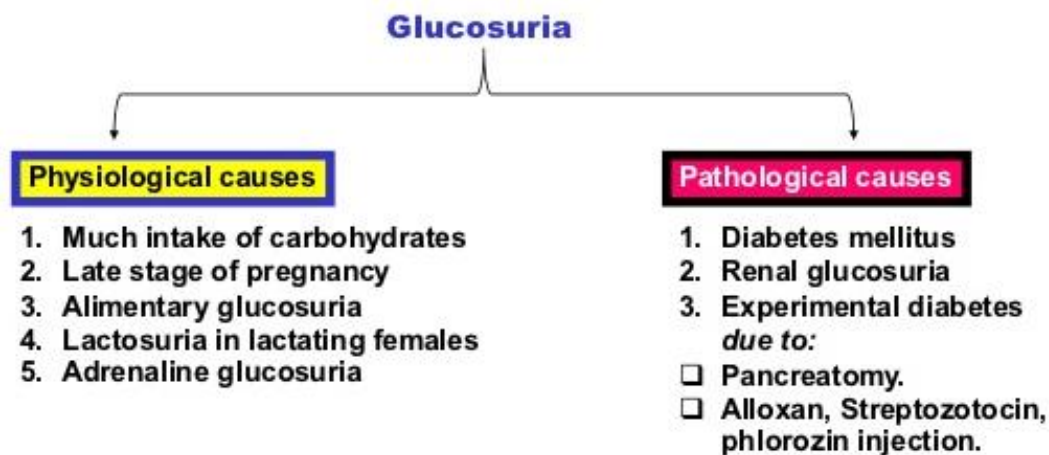 Glucosuria
Physiological causes
1. Much intake of carbohydrates
2. Late stage of pregnancy
3. Alimentary glucosuria
4. Lactosuria in lactating females
5. Adrenaline glucosuria
Pathological causes
1. Diabetes mellitus
2. Renal glucosuria
3. Experimental diabetes
due to:
❑ Pancreatomy.
❑ Alloxan, Streptozotocin,
phlorozin injection.